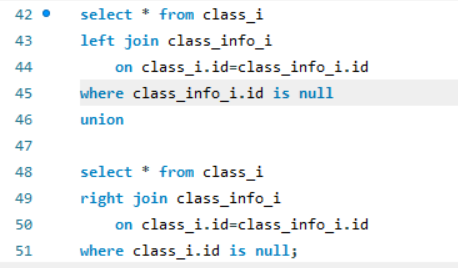 42 select * from class_i
43 left join class_info_i
44 on class_i.id=class_info_i.id
45 where class_info_i.id is null
46 union
47
48 select * from class_i
49 right join class_info_i
50 on class_i.id=class_info_i.id
51 where class_i.id is null;